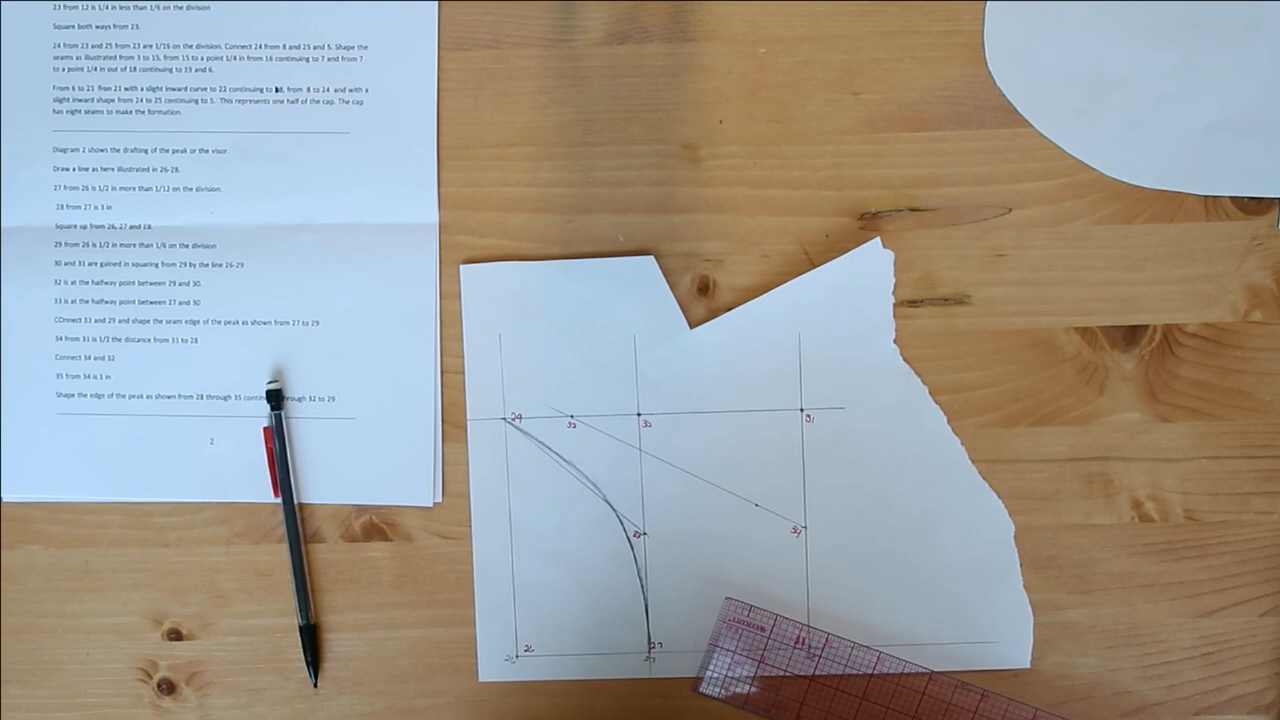 23 from 12 is 1/4 in less than 1/6 on the division
Square both ways from 23.
24 from 23 and 25 from 23 are 1/16 on the division. Connect 24 from 8 and 25 and 5. Shape the
seams as illustrated from 3 to 15, from 15 to a point 1/4 in from 16 continuing to 7 and from 7
to a point 1/4 in out of 18 continuing to 19 and 6.
From 6 to 21 from 21 with a slight inward curve to 22 continuing to 8, from 8 to 24 and with a
slight inward shape from 24 to 25 continuing to 5. This represents one half of the cap. The cap
has eight seams to make the formation.
Diagram 2 shows the drafting of the peak or the visor.
Draw a line as here illustrated in 26-28.
27 from 26 is 1/2 in more than 1/12 on the division.
28 from 27 is 3 in
Square up from 26, 27 and 28.
29 from 26 is 1/2 in more than 1/6 on the division
30 and 31 are gained in squaring from 29 by the line 26-29
32 is at the halfway point between 29 and 30.
33 is at the halfway point between 27 and 30
COnnect 33 and 29 and shape the seam edge of the peak as shown from 27 to 29
34 from 31 is 1/2 the distance from 31 to 28
Connect 34 and 32
35 from 34 is 1 in
Shape the edge of the peak as shown from 28 through 35 through 32 to 29
2
29
32
30
31
33
34
26
27
26
27